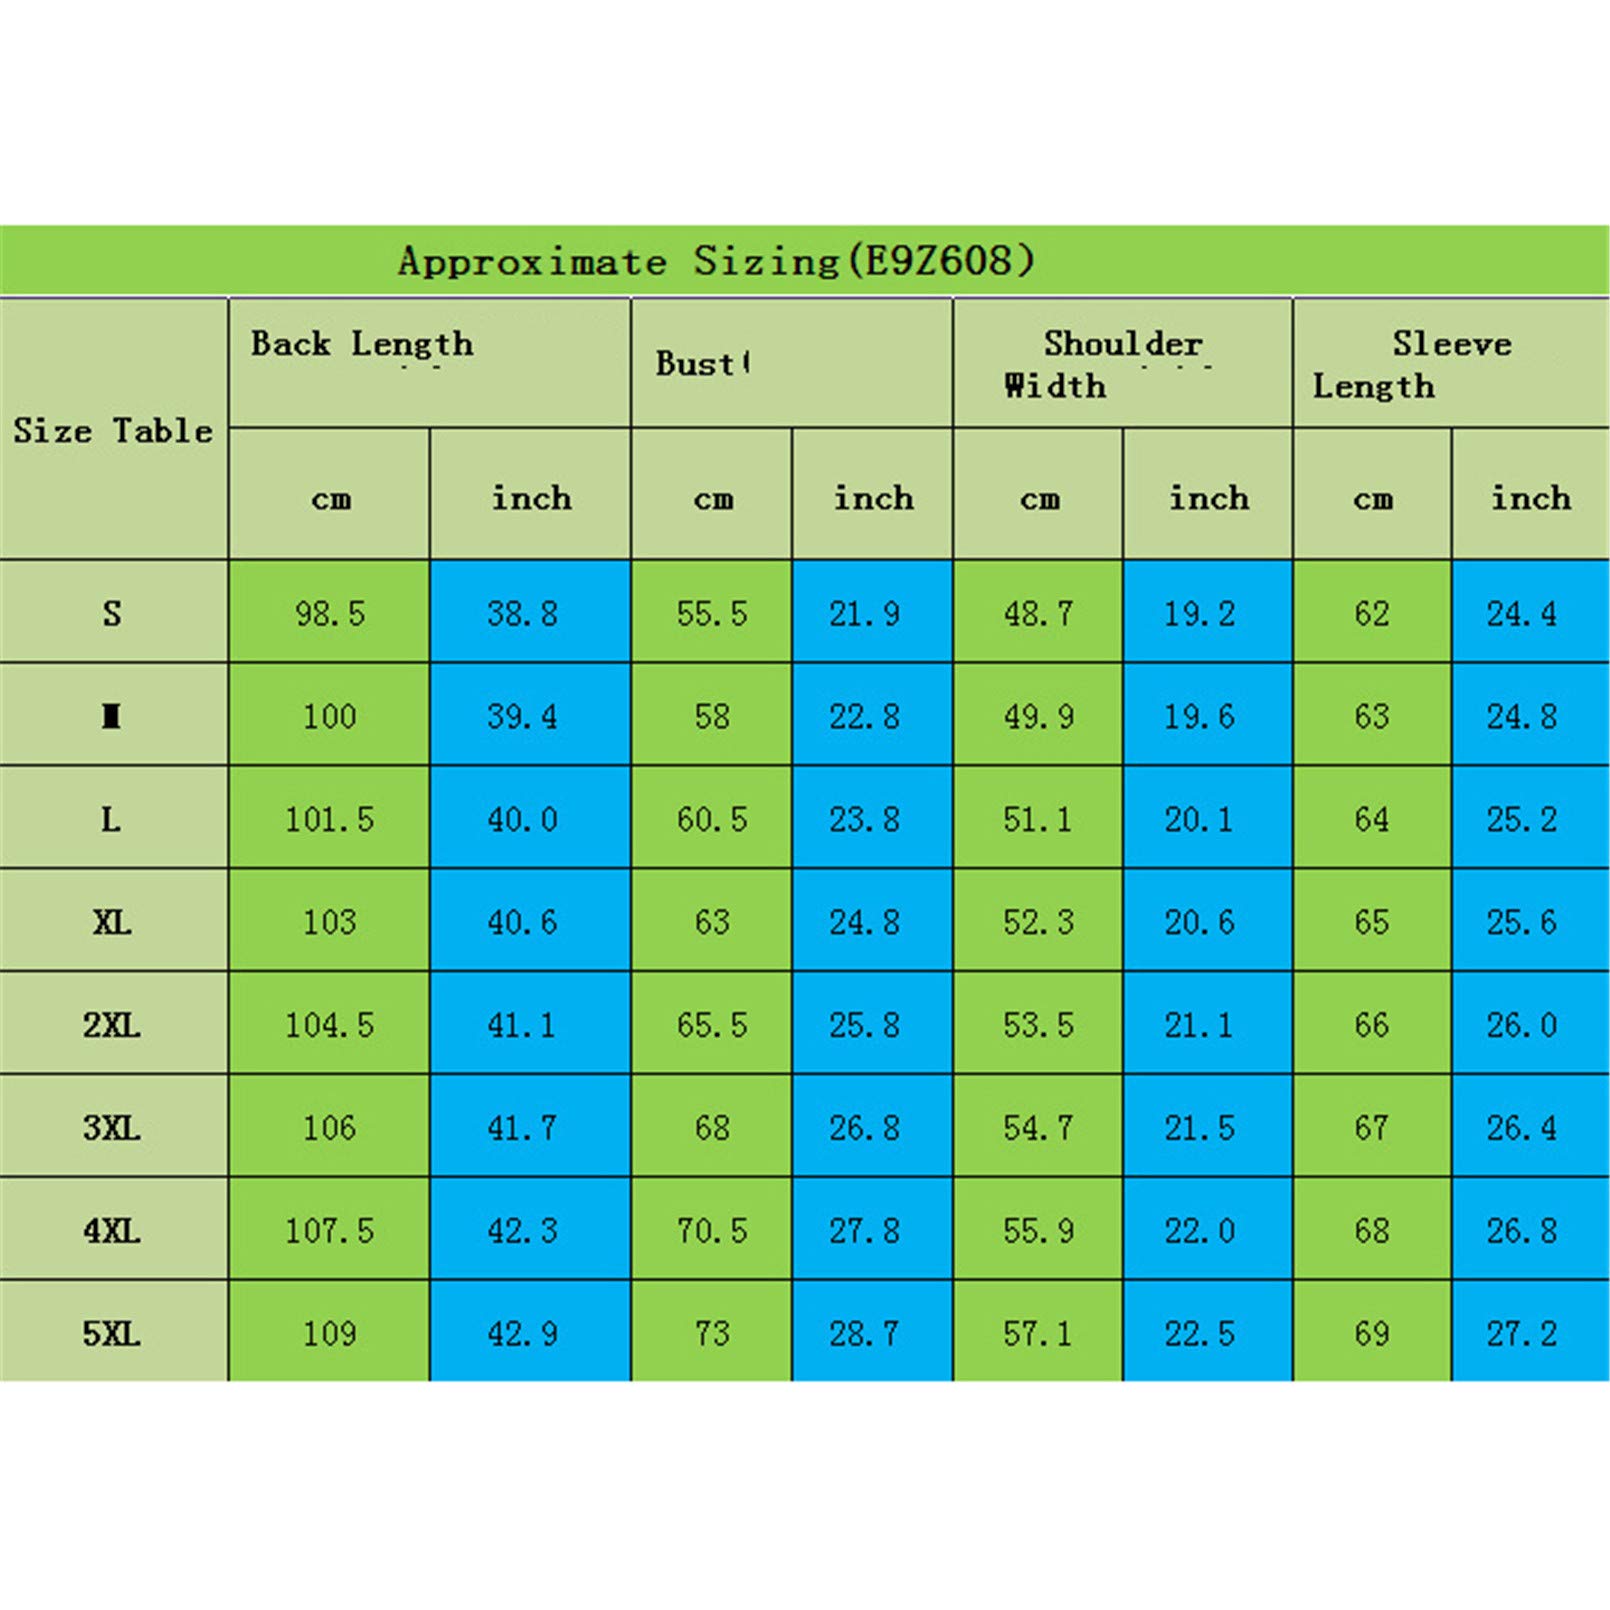 Approximate Sizing(E9Z608)
Size Table Back Length Bust( Shoulder Width Sleeve Length
cm inch cm inch cm inch cm inch
S 98.5 38.8 55.5 21.9 48.7 19.2 62 24.4
M 100 39.4 58 22.8 49.9 19.6 63 24.8
L 101.5 40.0 60.5 23.8 51.1 20.1 64 25.2
XL 103 40.6 63 24.8 52.3 20.6 65 25.6
2XL 104.5 41.1 65.5 25.8 53.5 21.1 66 26.0
3XL 106 41.7 68 26.8 54.7 21.5 67 26.4
4XL 107.5 42.3 70.5 27.8 55.9 22.0 68 26.8
5XL 109 42.9 73 28.7 57.1 22.5 69 27.2